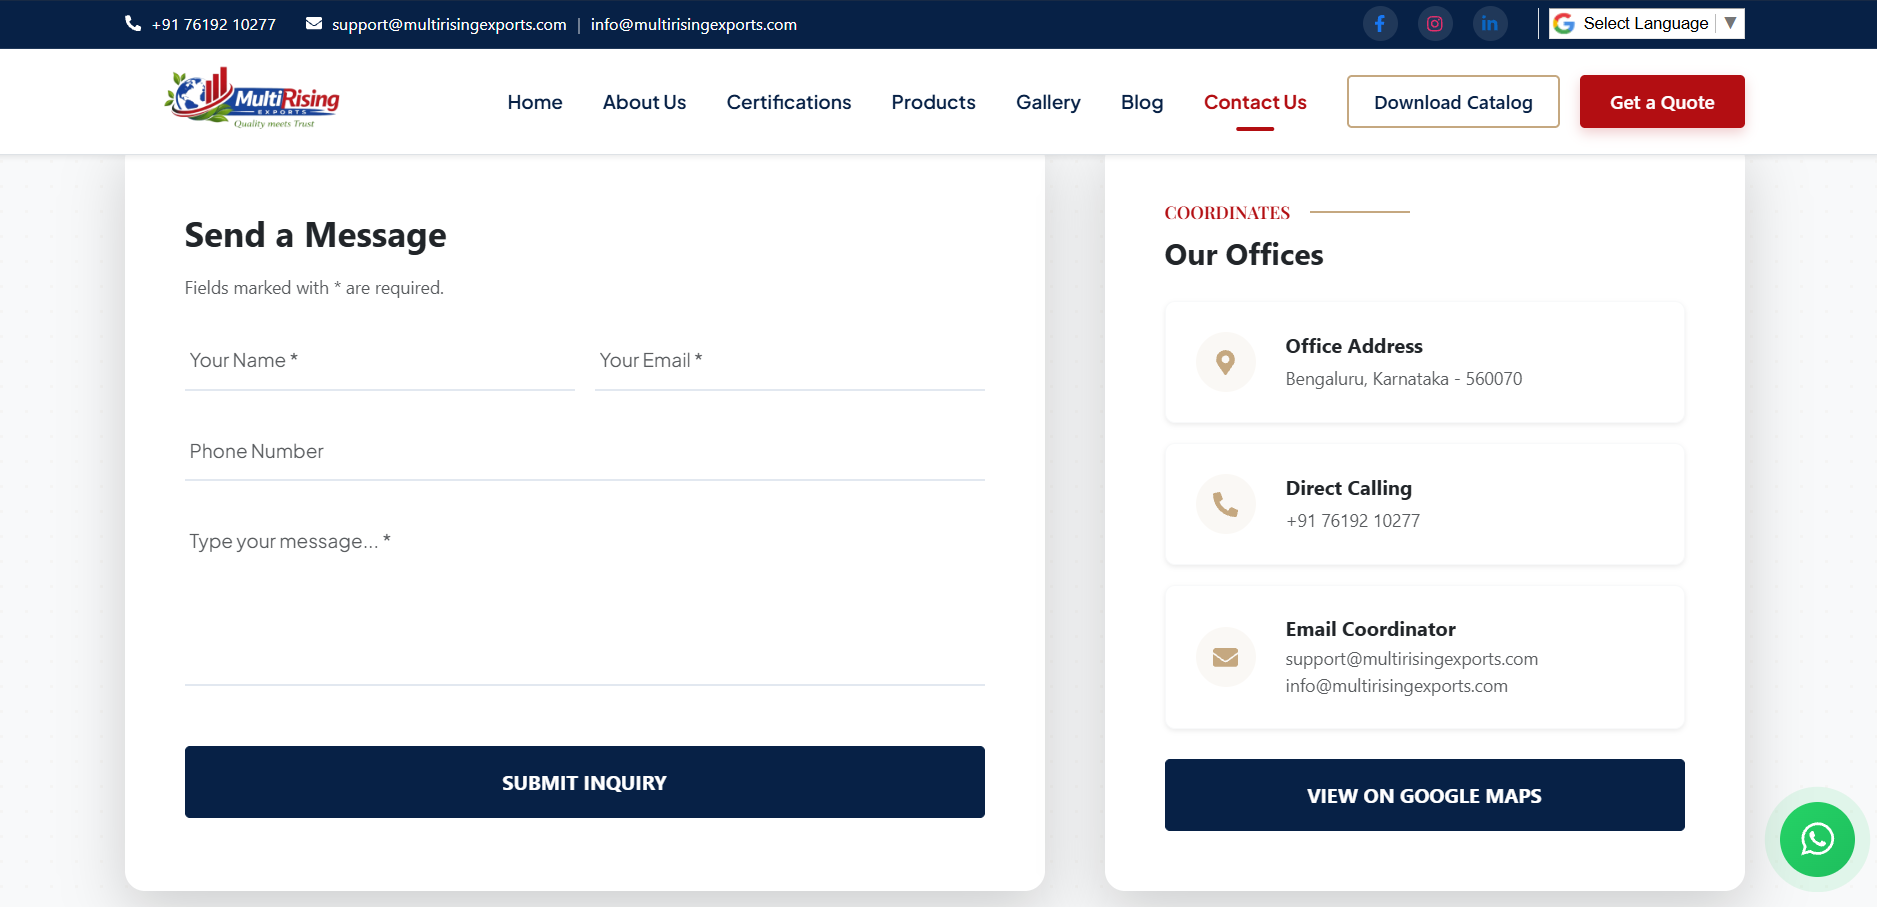 +91 76192 10277
support@multirisingexports.com | info@multirisingexports.com
Select Language ▼
MultiRising
EXPORTS
Quality meets Trust
Home
About Us
Certifications
Products
Gallery
Blog
Contact Us
Download Catalog
Get a Quote
Send a Message
Fields marked with * are required.
Your Name *
Your Email *
Phone Number
Type your message... *
SUBMIT INQUIRY
COORDINATES
Our Offices
Office Address
Bengaluru, Karnataka - 560070
Direct Calling
+91 76192 10277
Email Coordinator
support@multirisingexports.com
info@multirisingexports.com
VIEW ON GOOGLE MAPS